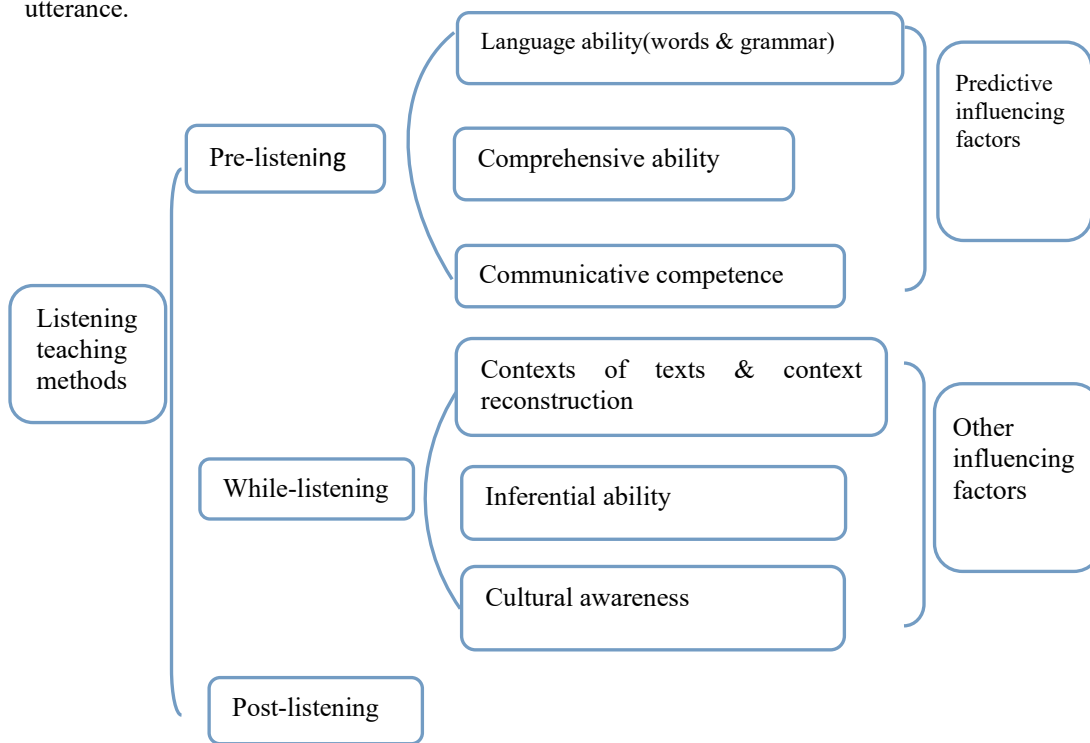 utterance.
Language ability(words & grammar)
Predictive
influencing
factors
Pre-listening
Comprehensive ability
Communicative competence
Listening
teaching
methods
Contexts of texts & context
reconstruction
Other
influencing
factors
While-listening
Inferential ability
Cultural awareness
Post-listening